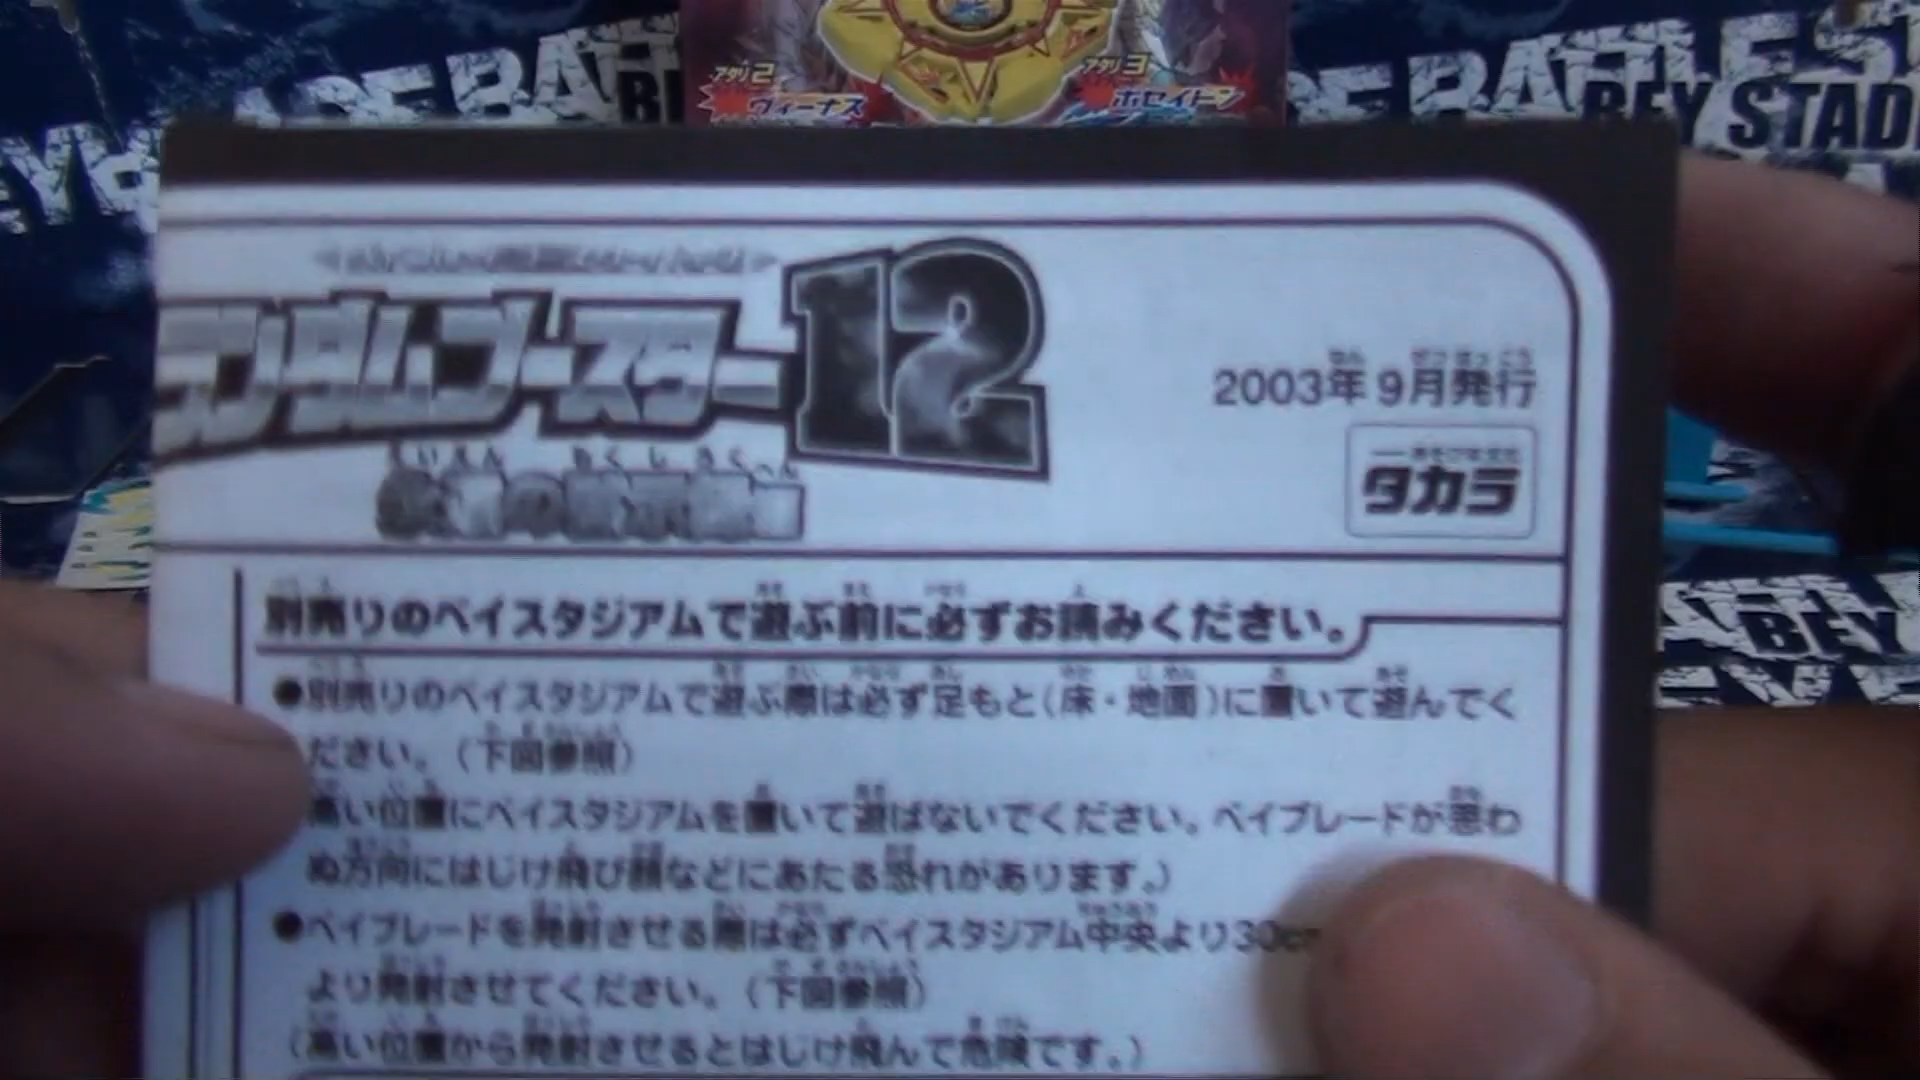 ADE BA
BE
アタリ2
ヴィーナス
アタリ3
ポセイドン
DE BATTLE ST
BEY STAD
ンダムブースター12
2003年9月発行
タカラ
別売りのベイスタジアムで遊ぶ前に必ずお読みください。
●別売りのベイスタジアムで遊ぶ際は必ず足もと(床・地面)に置いて遊んでく
ださい。(下図参照)
高い位置にベイスタジアムを置いて遊ばないでください。ベイブレードが思わ
ぬ方向にはじけ飛び顔などにあたる恐れがあります。)
●ベイブレードを発射させる際は必ずベイスタジアム中央より30cm
より発射させてください。(下図参照)
(高い位置から発射させるとはじけ飛んで危険です。)
BEY